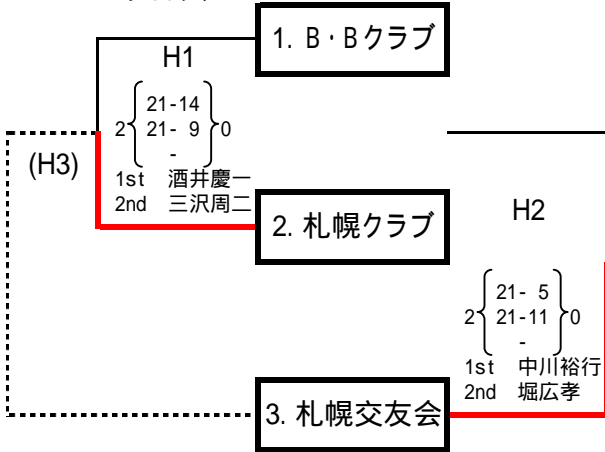 1. B・Bクラブ
H1
21-14
2 21- 9 0
-
(H3)
1st 酒井慶一
2nd 三沢周二
2. 札幌クラブ
H2
21- 5
2 21-11 0
-
1st 中川裕行
2nd 堀広孝
3. 札幌交友会